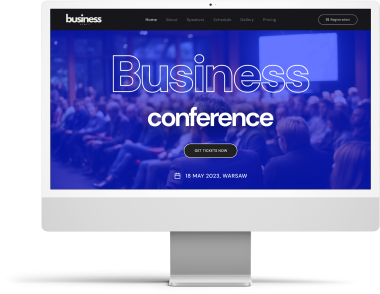 business
Home About Speakers Schedule Gallery Pricing
Registration
Business
conference
GET TICKETS NOW
18 MAY 2023, WARSAW